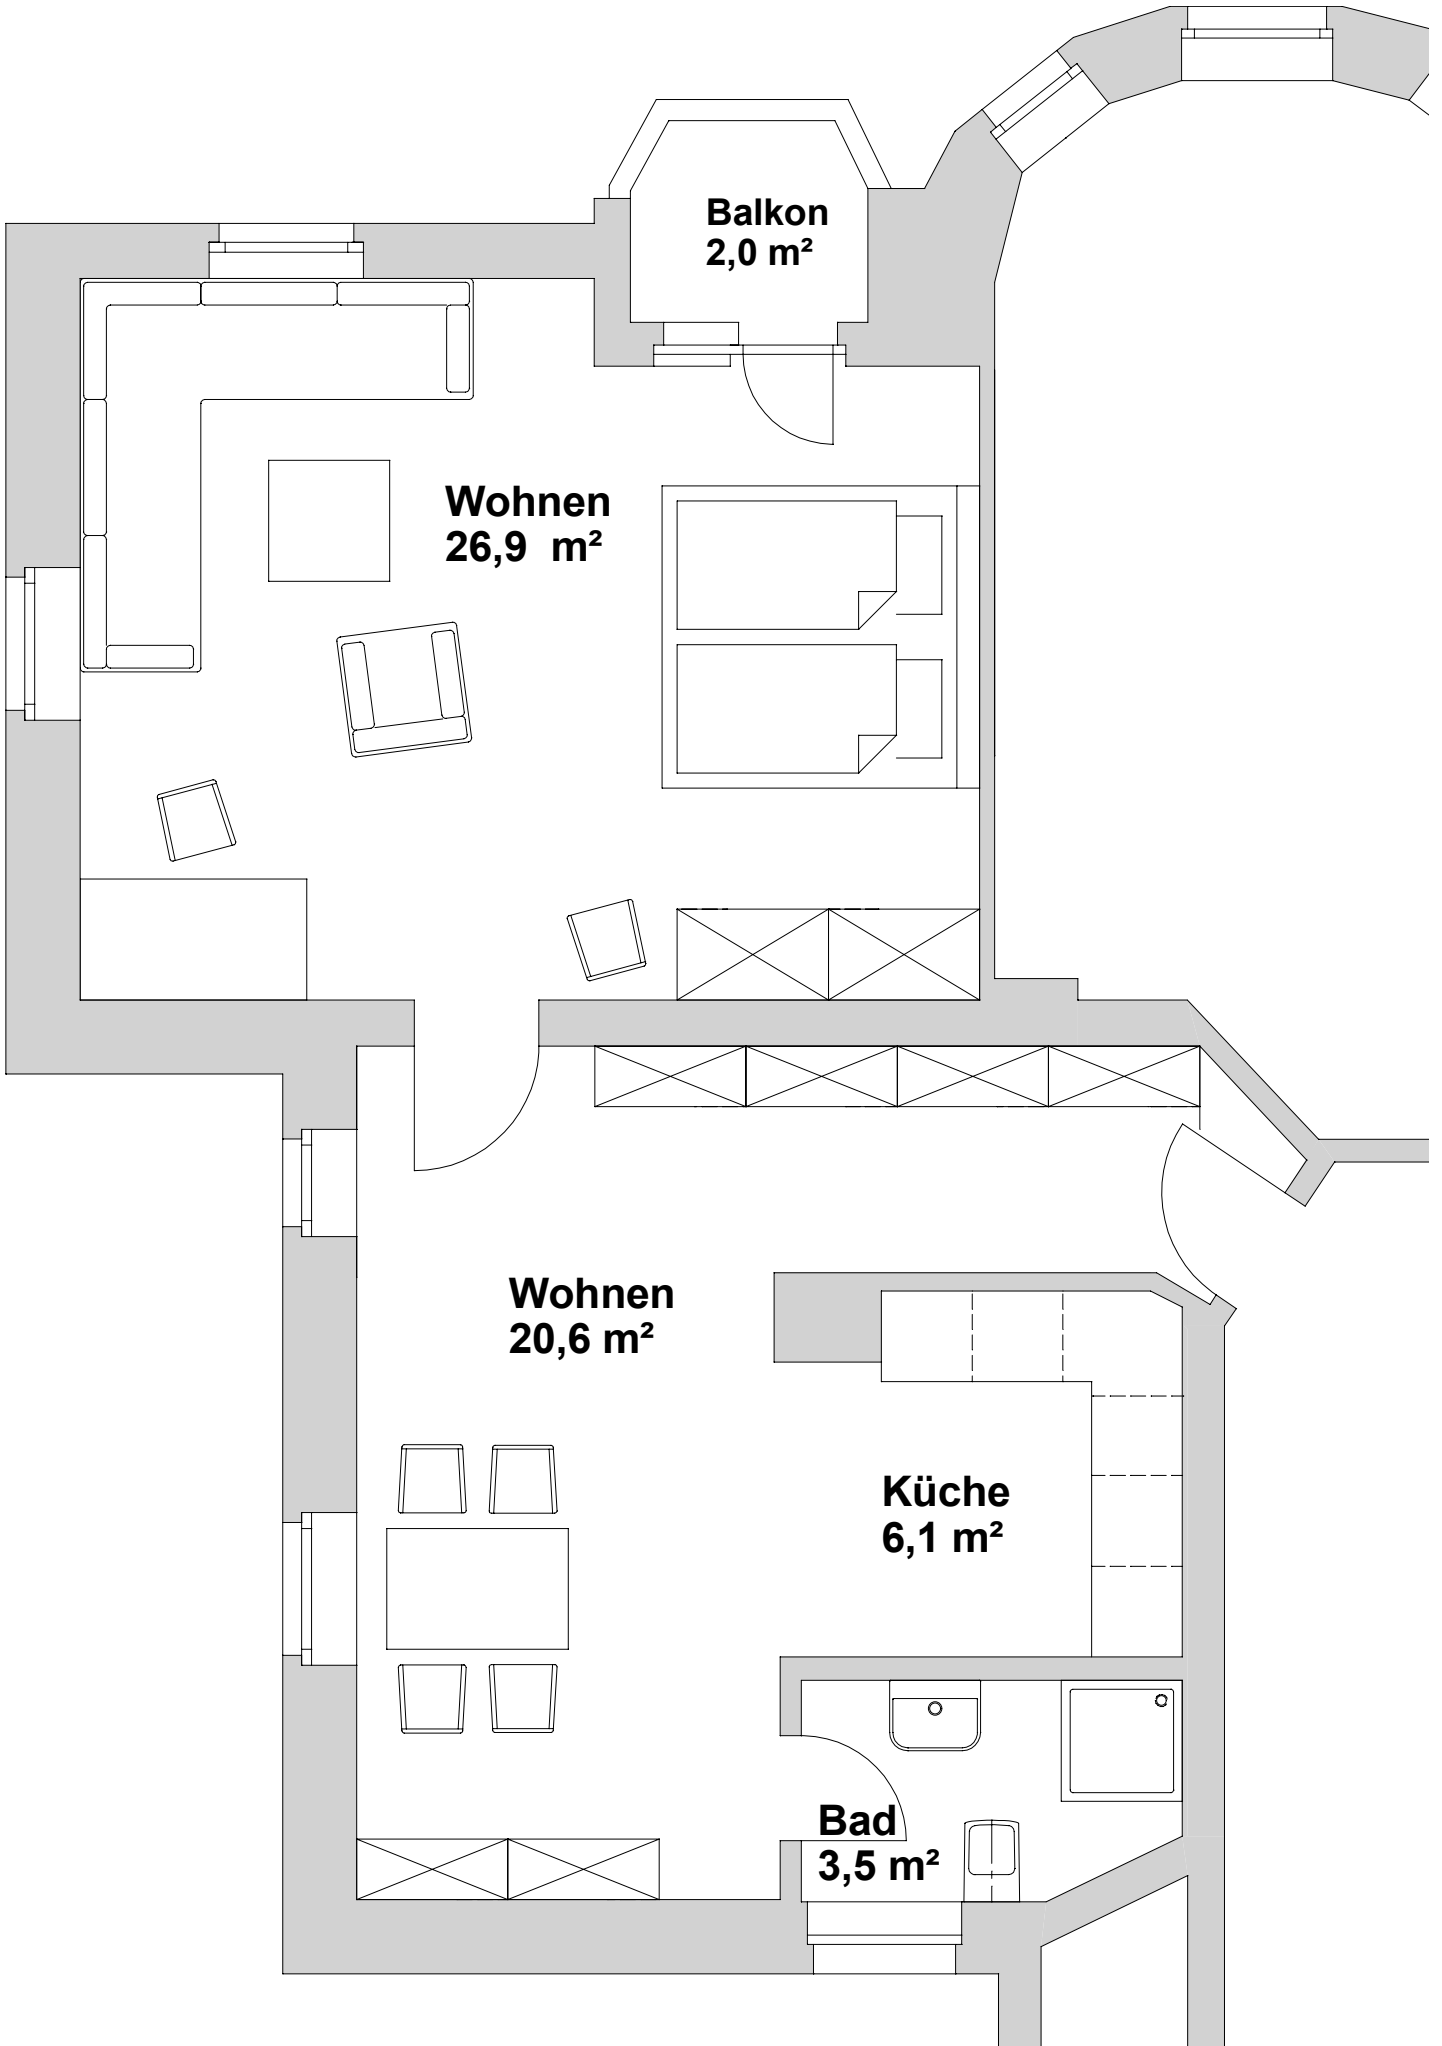 Balkon
2,0 m²
Wohnen
26,9  m²
Wohnen
20,6 m²
Küche
6,1 m²
Bad
3,5 m²